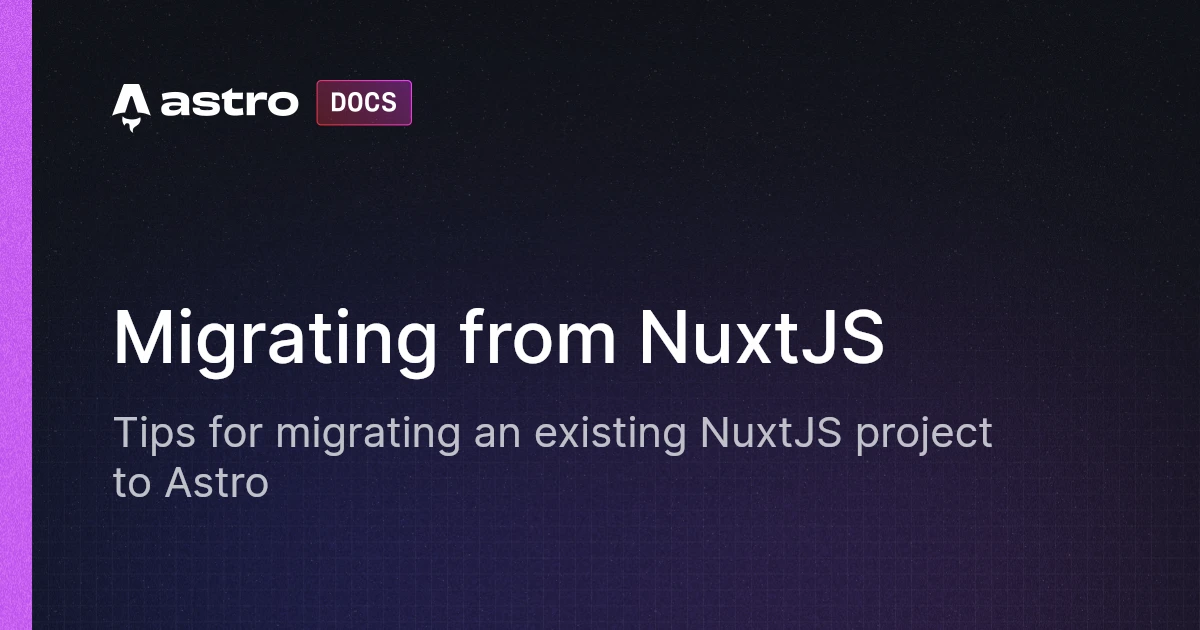 astro DOCS
Migrating from NuxtJS
Tips for migrating an existing NuxtJS project
to Astro